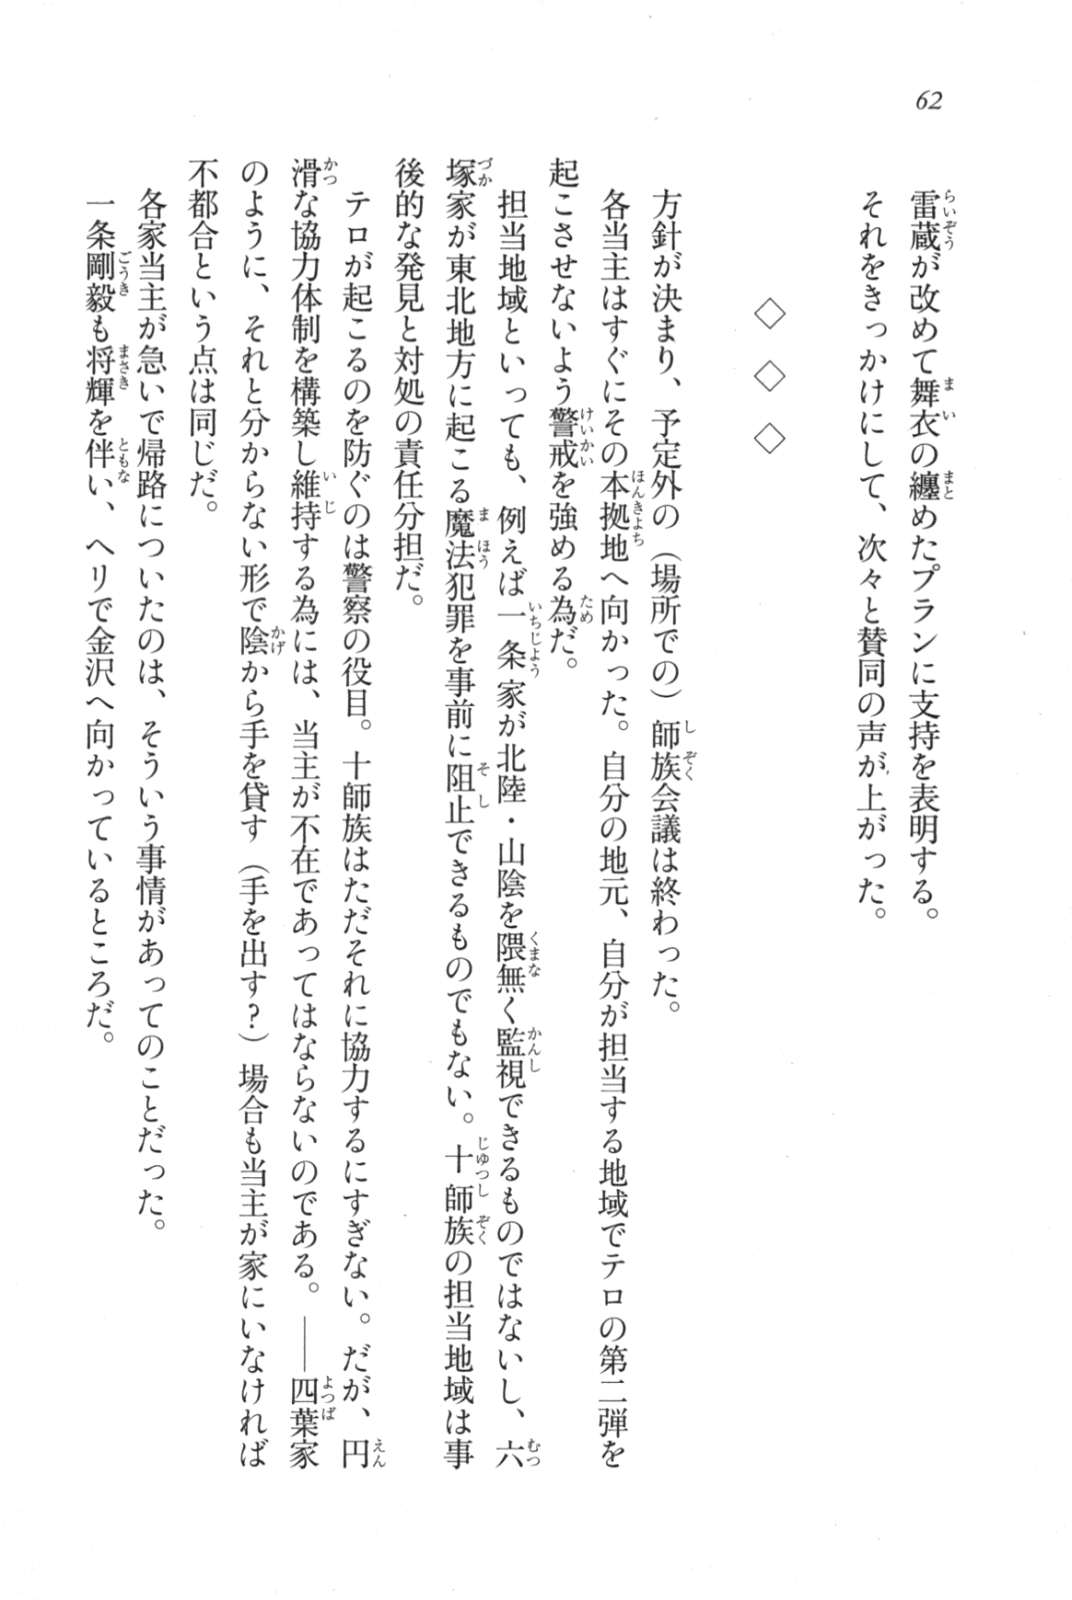 62
雷蔵が改めて舞衣の纏めたプランに支持を表明する。
それをきっかけにして、次々と賛同の声が上がった。
◇ ◇ ◇
方針が決まり、予定外の（場所での）師族会議は終わった。
各当主はすぐにその本拠地へ向かった。自分の地元、自分が担当する地域でテロの第二弾を
起こさせないよう警戒を強める為だ。
担当地域といっても、例えば一条家が北陸・山陰を隈無く監視できるものではないし、六
塚家が東北地方に起こる魔法犯罪を事前に阻止できるものでもない。十師族の担当地域は事
後的な発見と対処の責任分担だ。
テロが起こるのを防ぐのは警察の役目。十師族はただそれに協力するにすぎない。だが、円
滑な協力体制を構築し維持する為には、当主が不在であってはならないのである。――四葉家
のように、それと分からない形で陰から手を貸す（手を出す？）場合も当主が家にいなければ
不都合という点は同じだ。
各家当主が急いで帰路についたのは、そういう事情があってのことだった。
一条剛毅も将輝を伴い、ヘリで金沢へ向かっているところだ。